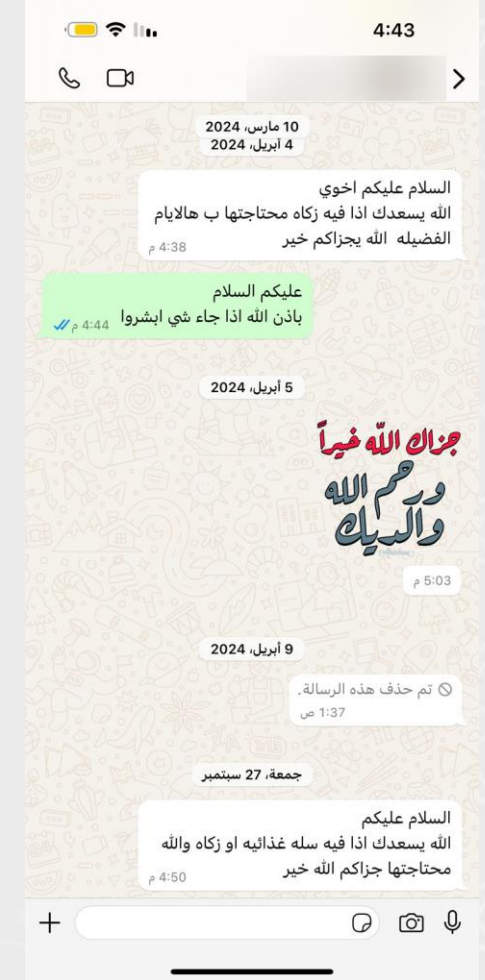 4:43
10 مارس، 2024
4 أبريل، 2024
السلام عليكم اخوي
الله يسعدك اذا فيه زكاه محتاجتها ب هالايام
الفضيله الله يجزاكم خير
4:38 م
عليكم السلام
باذن الله اذا جاء شي ابشروا
4:44 م
5 أبريل، 2024
جزاك الله خيراً
ورحم الله
والديك
5:03 م
9 أبريل، 2024
تم حذف هذه الرسالة.
1:37 ص
جمعة، 27 سبتمبر
السلام عليكم
الله يسعدك اذا فيه سله غذائيه او زكاه والله
محتاجتها جزاكم الله خير
4:50 م